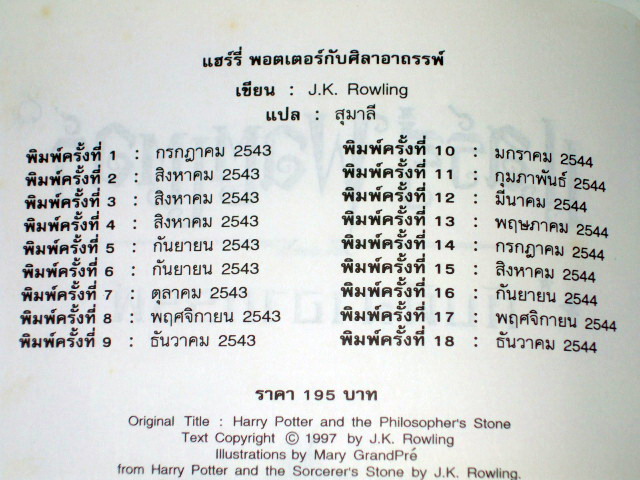 แฮร์รี่ พอตเตอร์กับศิลาอาถรรพ์
เขียน : J.K. Rowling
แปล : สุมาลี
พิมพ์ครั้งที่ 1 : กรกฎาคม 2543
พิมพ์ครั้งที่ 2 : สิงหาคม 2543
พิมพ์ครั้งที่ 3 : สิงหาคม 2543
พิมพ์ครั้งที่ 4 : สิงหาคม 2543
พิมพ์ครั้งที่ 5 : กันยายน 2543
พิมพ์ครั้งที่ 6 : กันยายน 2543
พิมพ์ครั้งที่ 7 : ตุลาคม 2543
พิมพ์ครั้งที่ 8 : พฤศจิกายน 2543
พิมพ์ครั้งที่ 9 : ธันวาคม 2543
พิมพ์ครั้งที่ 10 : มกราคม 2544
พิมพ์ครั้งที่ 11 : กุมภาพันธ์ 2544
พิมพ์ครั้งที่ 12 : มีนาคม 2544
พิมพ์ครั้งที่ 13 : พฤษภาคม 2544
พิมพ์ครั้งที่ 14 : กรกฎาคม 2544
พิมพ์ครั้งที่ 15 : สิงหาคม 2544
พิมพ์ครั้งที่ 16 : กันยายน 2544
พิมพ์ครั้งที่ 17 : พฤศจิกายน 2544
พิมพ์ครั้งที่ 18 : ธันวาคม 2544
ราคา 195 บาท
Original Title : Harry Potter and the Philosopher's Stone
Text Copyright © 1997 by J.K. Rowling
Illustrations by Mary GrandPré
from Harry Potter and the Sorcerer's Stone by J.K. Rowling.